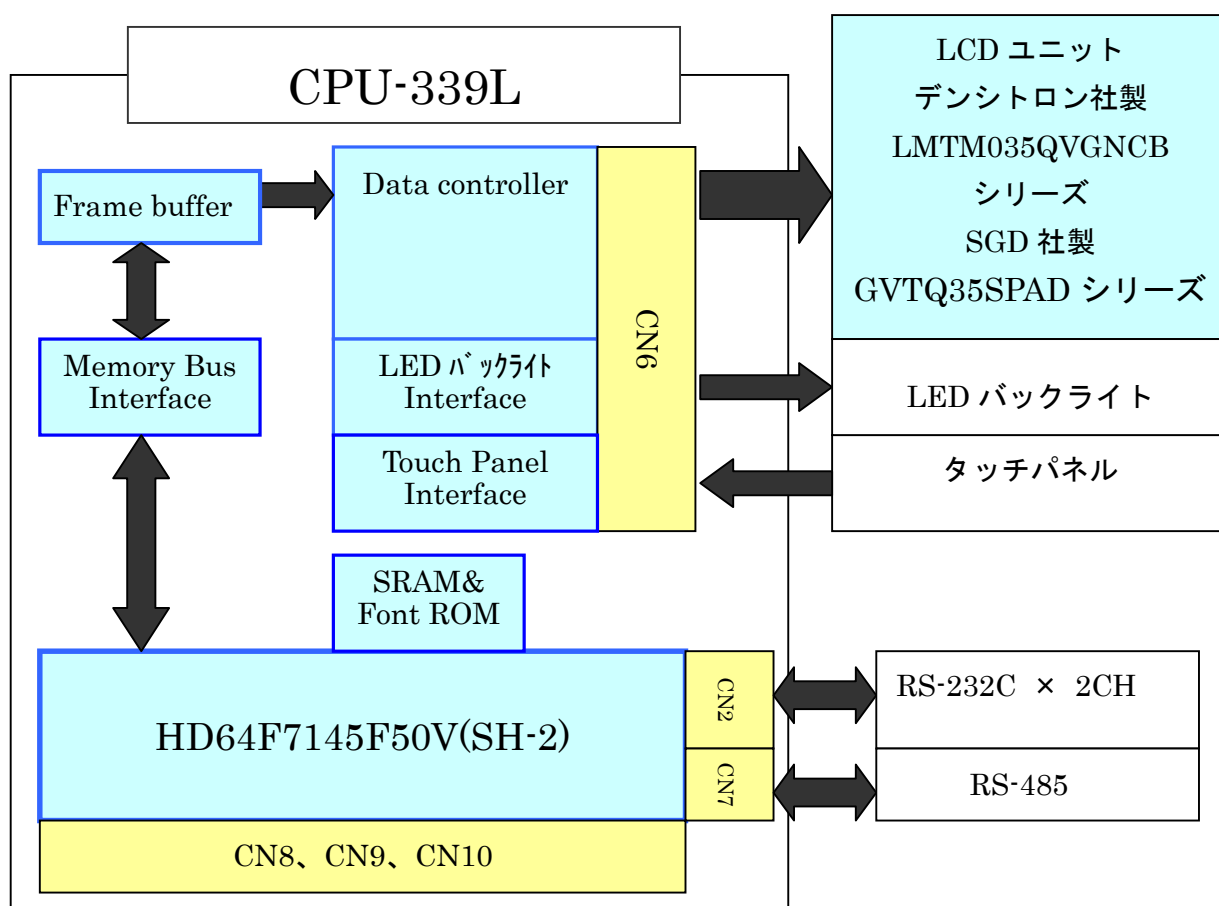 CPU-339L
LCD ユニット
デンシトロン社製
LMTM035QVGNCB
シリーズ
SGD 社製
GVTQ35SPAD シリーズ
Frame buffer
Data controller
CN6
Memory Bus
Interface
LED ﾊﾞｯｸﾗｲﾄ
Interface
LED バックライト
Touch Panel
Interface
タッチパネル
SRAM&
Font ROM
HD64F7145F50V(SH-2)
CN2
RS-232C × 2CH
CN7
RS-485
CN8、CN9、CN10